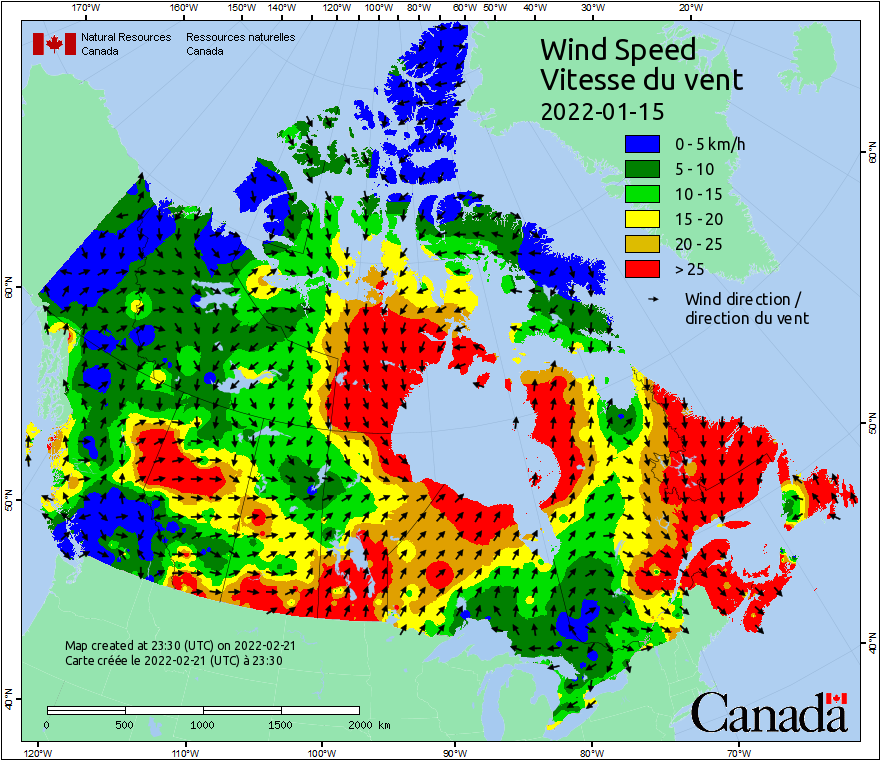 170°W 160°W 150°W 140°W 130°W 120°W 110°W 100°W 90°W 80°W 70°W 60°W 50°W 40°W 30°W 20°W
Natural Resources Canada
Ressources naturelles Canada
Wind Speed
Vitesse du vent
2022-01-15
0 - 5 km/h
5 - 10
10 - 15
15 - 20
20 - 25
> 25
Wind direction /
direction du vent
60°N
60°N
50°N
50°N
40°N
40°N
Map created at 23:30 (UTC) on 2022-02-21
Carte créée le 2022-02-21 (UTC) à 23:30
0 500 1000 1500 2000 km
Canada
120°W 110°W 100°W 90°W 80°W 70°W